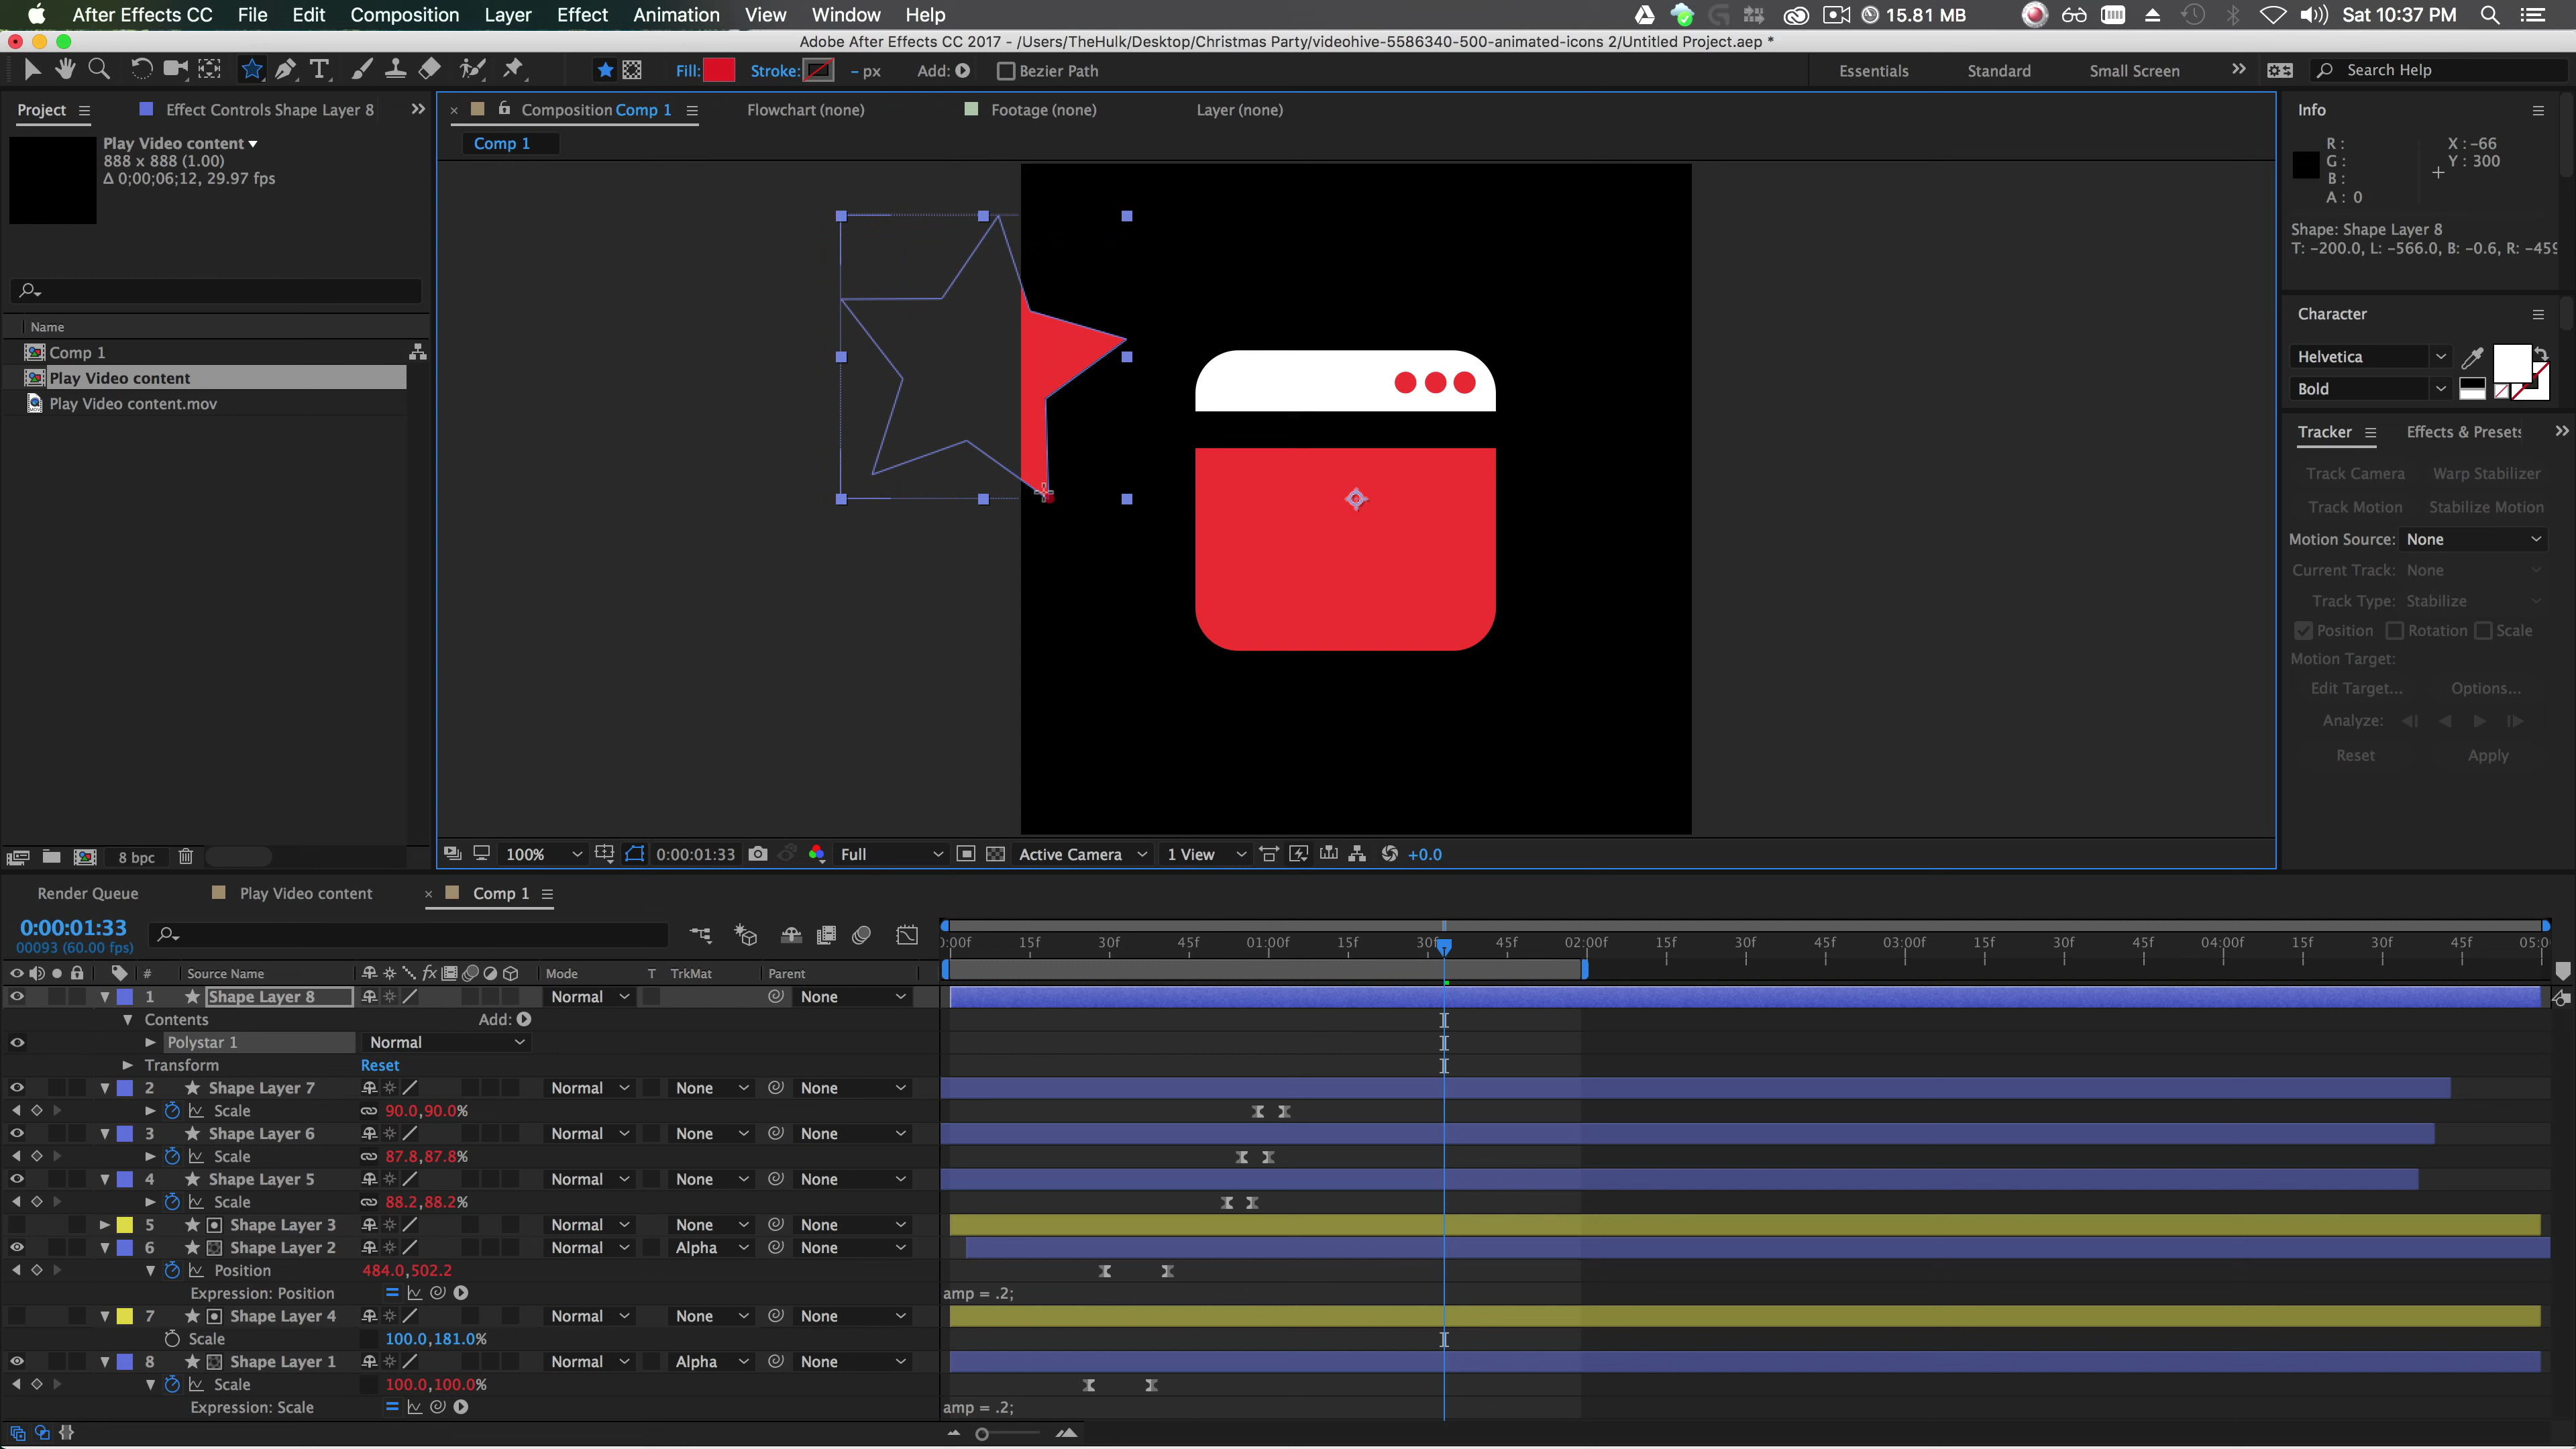 After Effects CC File Edit Composition Layer Effect Animation View Window Help 15.81 MB Sat 10:37 PM
Adobe After Effects CC 2017 - /Users/TheHulk/Desktop/Christmas Party/videohive-5586340-500-animated-icons 2/Untitled Project.aep *
Fill: Stroke: - px Add: Bezier Path Essentials Standard Small Screen Search Help
Project Effect Controls Shape Layer 8 Composition Comp 1 Flowchart (none) Footage (none) Layer (none) Info
Comp 1
Play Video content
888 x 888 (1.00)
Δ 0;00;06;12, 29.97 fps
R : X : -66
G : Y : 300
B :
A : 0
Shape: Shape Layer 8
T: -200.0, L: -566.0, B: -0.6, R: -459
Name
Comp 1
Play Video content
Play Video content.mov
Character
Helvetica
Bold
Tracker Effects & Presets
Track Camera Warp Stabilizer
Track Motion Stabilize Motion
Motion Source: None
Current Track: None
Track Type: Stabilize
Position Rotation Scale
Motion Target:
Edit Target... Options...
Analyze:
Reset Apply
8 bpc 100% 0:00:01:33 Full Active Camera 1 View +0.0
Render Queue Play Video content Comp 1
0:00:01:33
00093 (60.00 fps)
):00f 15f 30f 45f 01:00f 15f 30f 45f 02:00f 15f 30f 45f 03:00f 15f 30f 45f 04:00f 15f 30f 45f 05:0
# Source Name fx Mode T TrkMat Parent
1 Shape Layer 8 Normal None
Contents Add:
Polystar 1 Normal
Transform Reset
2 Shape Layer 7 Normal None None
Scale 90.0,90.0%
3 Shape Layer 6 Normal None None
Scale 87.8,87.8%
4 Shape Layer 5 Normal None None
Scale 88.2,88.2%
5 Shape Layer 3 Normal None None
6 Shape Layer 2 Normal Alpha None
Position 484.0,502.2
Expression: Position amp = .2;
7 Shape Layer 4 Normal None None
Scale 100.0,181.0%
8 Shape Layer 1 Normal Alpha None
Scale 100.0,100.0%
Expression: Scale amp = .2;